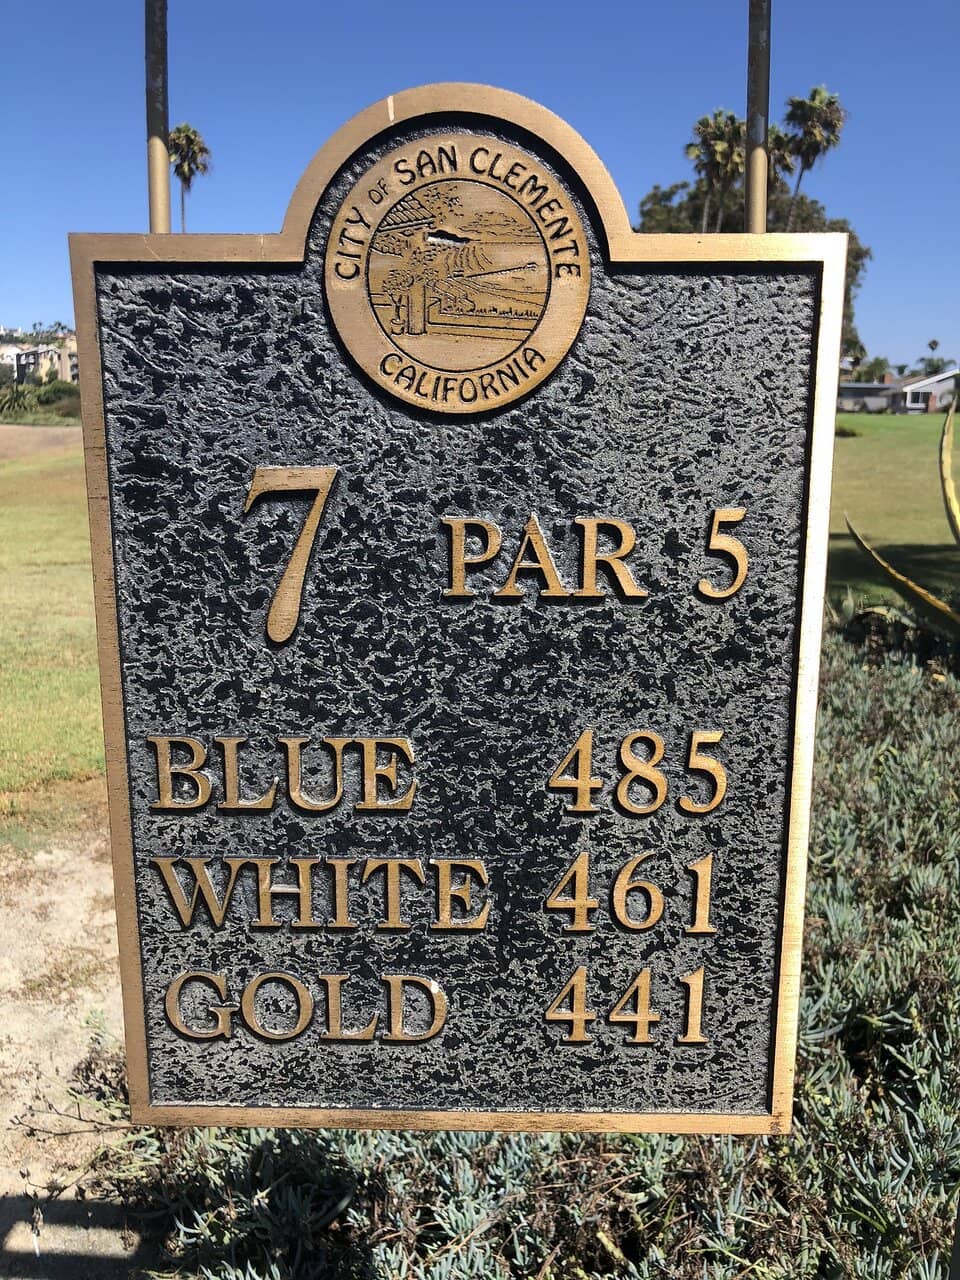 CITY OF SAN CLEMENTE
CALIFORNIA
7 PAR 5
BLUE 485
WHITE 461
GOLD 441